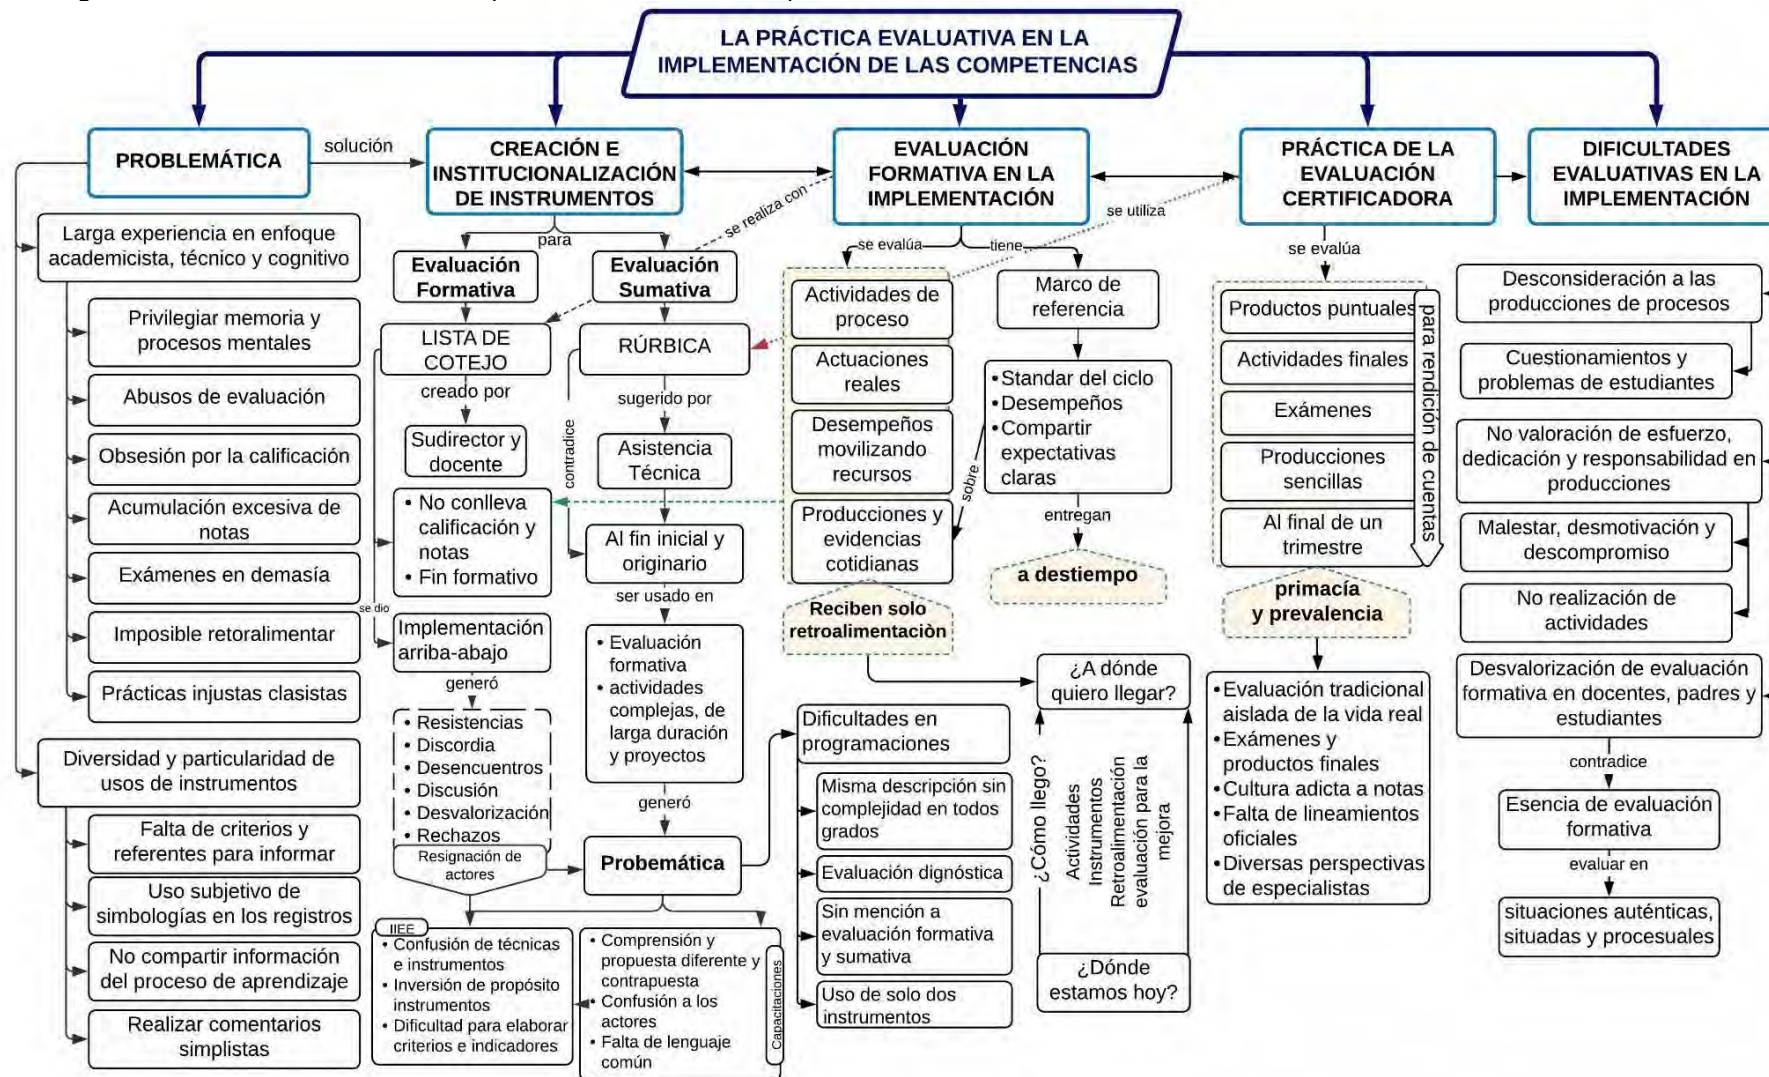 LA PRÁCTICA EVALUATIVA EN LA
IMPLEMENTACIÓN DE LAS COMPETENCIAS
PROBLEMÁTICA
solución
Larga experiencia en enfoque
academicista, técnico y cognitivo
Privilegiar memoria y
procesos mentales
Abusos de evaluación
Obsesión por la calificación
Acumulación excesiva de
notas
Exámenes en demasía
Imposible retoralimentar
Prácticas injustas clasistas
Diversidad y particularidad de
usos de instrumentos
Falta de criterios y
referentes para informar
Uso subjetivo de
simbologías en los registros
No compartir información
del proceso de aprendizaje
Realizar comentarios
simplistas
CREACIÓN E
INSTITUCIONALIZACIÓN
DE INSTRUMENTOS
para
Evaluación
Formativa
LISTA DE
COTEJO
creado por
Sudirector y
docente
• No conlleva
calificación y
notas
• Fin formativo
se dio
Implementación
arriba-abajo
generó
• Resistencias
• Discordia
• Desencuentros
• Discusión
• Desvalorización
• Rechazos
Resignación de
actores
Evaluación
Sumativa
RÚRBICA
contradice
sugerido por
Asistencia
Técnica
Al fin inicial y
originario
ser usado en
• Evaluación
formativa
• actividades
complejas, de
larga duración
y proyectos
generó
Probemática
IIEE
• Confusión de técnicas
e instrumentos
• Inversión de propósito
instrumentos
• Dificultad para elaborar
criterios e indicadores
• Comprensión y
propuesta diferente y
contrapuesta
• Confusión a los
actores
• Falta de lenguaje
común
Capacitaciones
Dificultades en
programaciones
Misma descripción sin
complejidad en todos
grados
Evaluación dignóstica
Sin mención a
evaluación formativa
y sumativa
Uso de solo dos
instrumentos
EVALUACIÓN
FORMATIVA EN LA
IMPLEMENTACIÓN
se realiza con
se utiliza
se evalúa
tiene
Actividades de
proceso
Actuaciones
reales
Desempeños
movilizando
recursos
Producciones y
evidencias
cotidianas
Reciben solo
retroalimentaciòn
Marco de
referencia
• Standar del ciclo
• Desempeños
• Compartir
expectativas
claras
sobre
entregan
a destiempo
¿A dónde
quiero llegar?
¿Cómo llego?
Actividades
Instrumentos
Retroalimentación
evaluación para la
mejora
¿Dónde
estamos hoy?
PRÁCTICA DE LA
EVALUACIÓN
CERTIFICADORA
se evalúa
Productos puntuales
Actividades finales
Exámenes
Producciones
sencillas
Al final de un
trimestre
para rendición de cuentas
primacía
y prevalencia
• Evaluación tradicional
aislada de la vida real
• Exámenes y
productos finales
• Cultura adicta a notas
• Falta de lineamientos
oficiales
• Diversas perspectivas
de especialistas
DIFICULTADES
EVALUATIVAS EN LA
IMPLEMENTACIÓN
Desconsideración a las
producciones de procesos
Cuestionamientos y
problemas de estudiantes
No valoración de esfuerzo,
dedicación y responsabilidad en
producciones
Malestar, desmotivación y
descompromiso
No realización de
actividades
Desvalorización de evaluación
formativa en docentes, padres y
estudiantes
contradice
Esencia de evaluación
formativa
evaluar en
situaciones auténticas,
situadas y procesuales